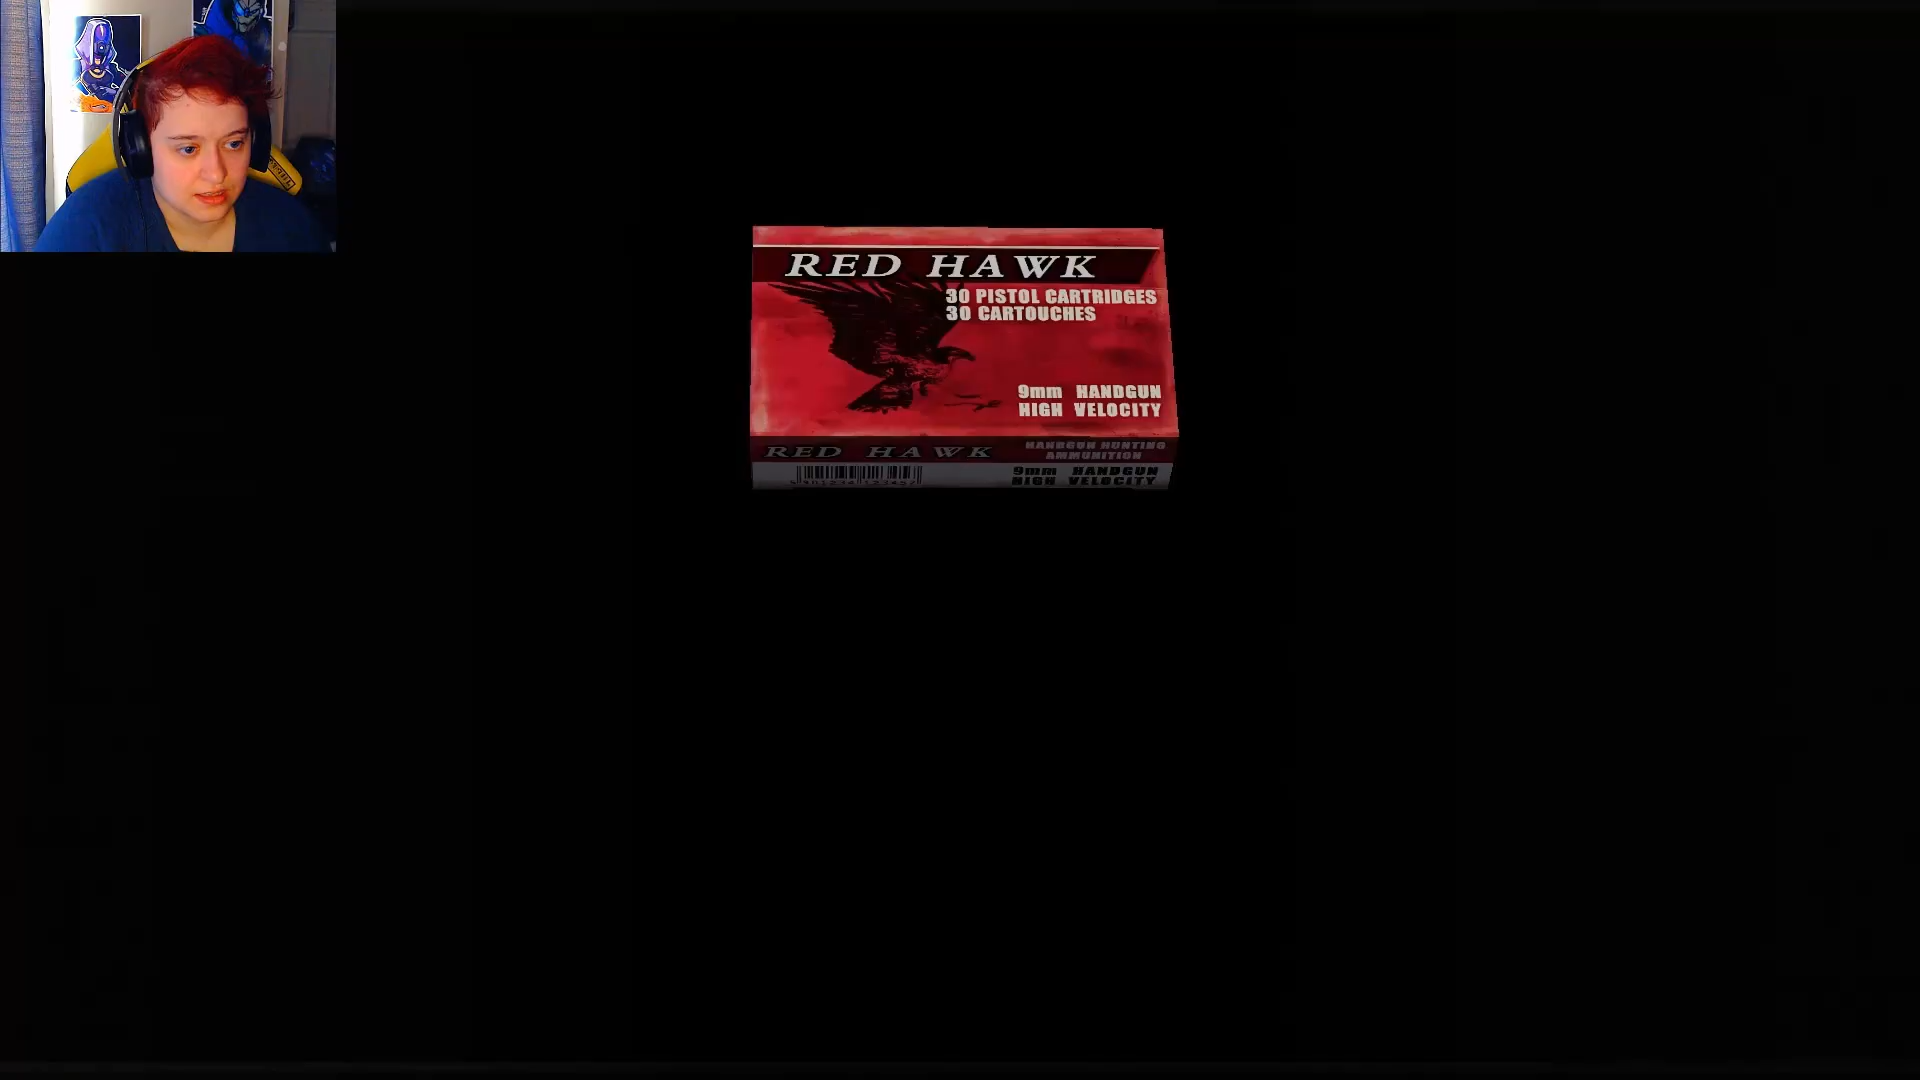 RED HAWK
30 PISTOL CARTRIDGES
30 CARTOUCHES
9mm HANDGUN
HIGH VELOCITY
RED HAWK
HANDGUN HUNTING
AMMUNITION
9mm HANDGUN
HIGH VELOCITY